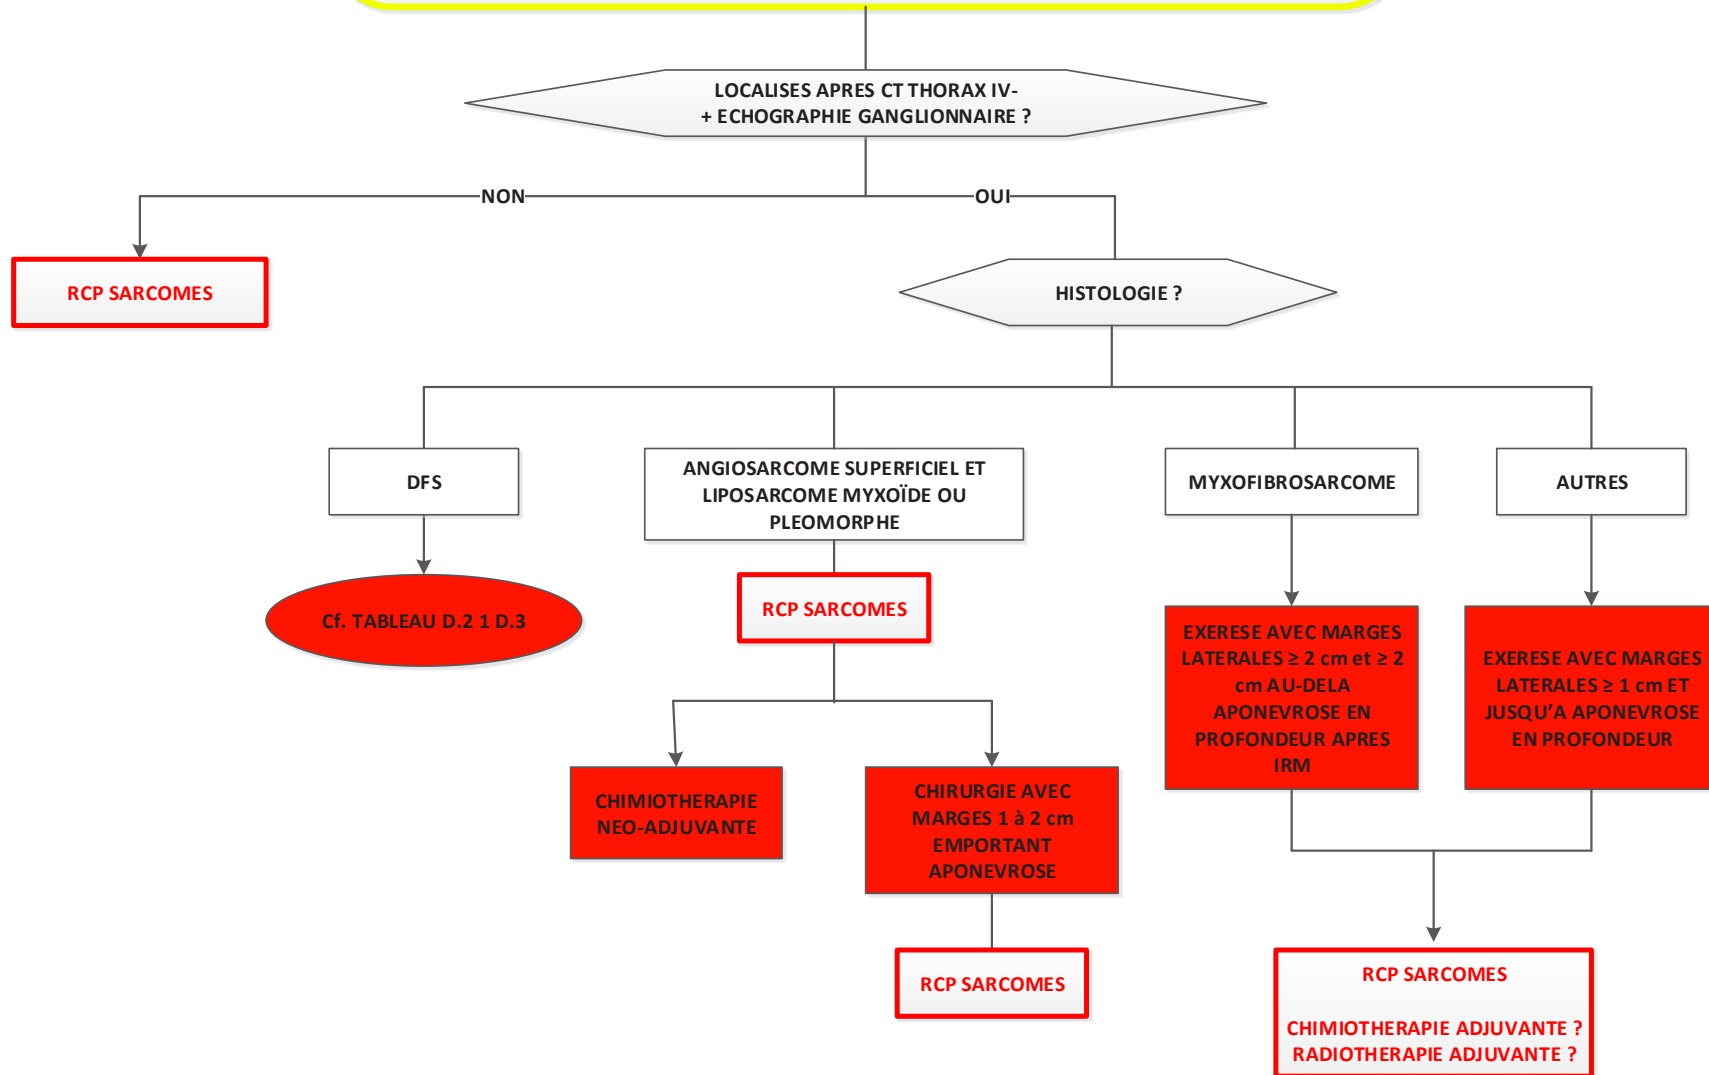 LOCALISES APRES CT THORAX IV-
+ ECHOGRAPHIE GANGLIONNAIRE ?
NON
OUI
RCP SARCOMES
HISTOLOGIE ?
DFS
ANGIOSARCOME SUPERFICIEL ET
LIPOSARCOME MYXOÏDE OU
PLEOMORPHE
MYXOFIBROSARCOME
AUTRES
Cf. TABLEAU D.2 1 D.3
RCP SARCOMES
EXERESE AVEC MARGES
LATERALES ≥ 2 cm et ≥ 2
cm AU-DELA
APONEVROSE EN
PROFONDEUR APRES
IRM
EXERESE AVEC MARGES
LATERALES ≥ 1 cm ET
JUSQU’A APONEVROSE
EN PROFONDEUR
CHIMIOTHERAPIE
NEO-ADJUVANTE
CHIRURGIE AVEC
MARGES 1 à 2 cm
EMPORTANT
APONEVROSE
RCP SARCOMES
RCP SARCOMES
CHIMIOTHERAPIE ADJUVANTE ?
RADIOTHERAPIE ADJUVANTE ?